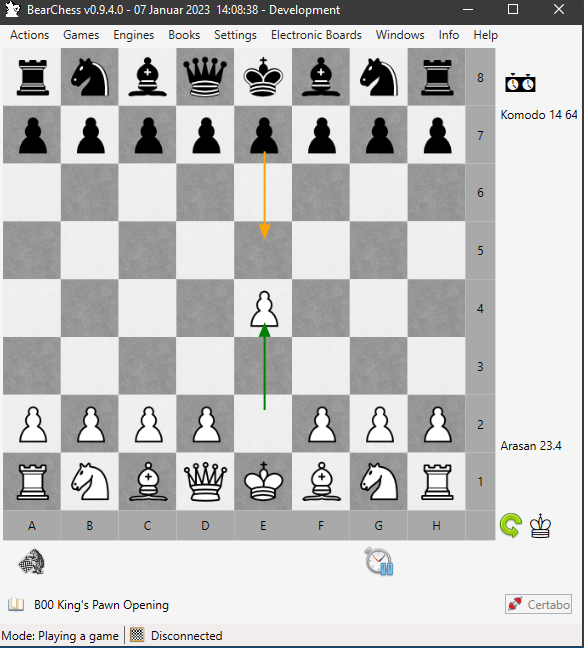 BearChess v0.9.4.0 - 07 Januar 2023 14:08:38 - Development
Actions Games Engines Books Settings Electronic Boards Windows Info Help
8
Komodo 14 64
7
6
5
4
3
2
Arasan 23.4
1
A B C D E F G H
B00 King's Pawn Opening
Certabo
Mode: Playing a game Disconnected